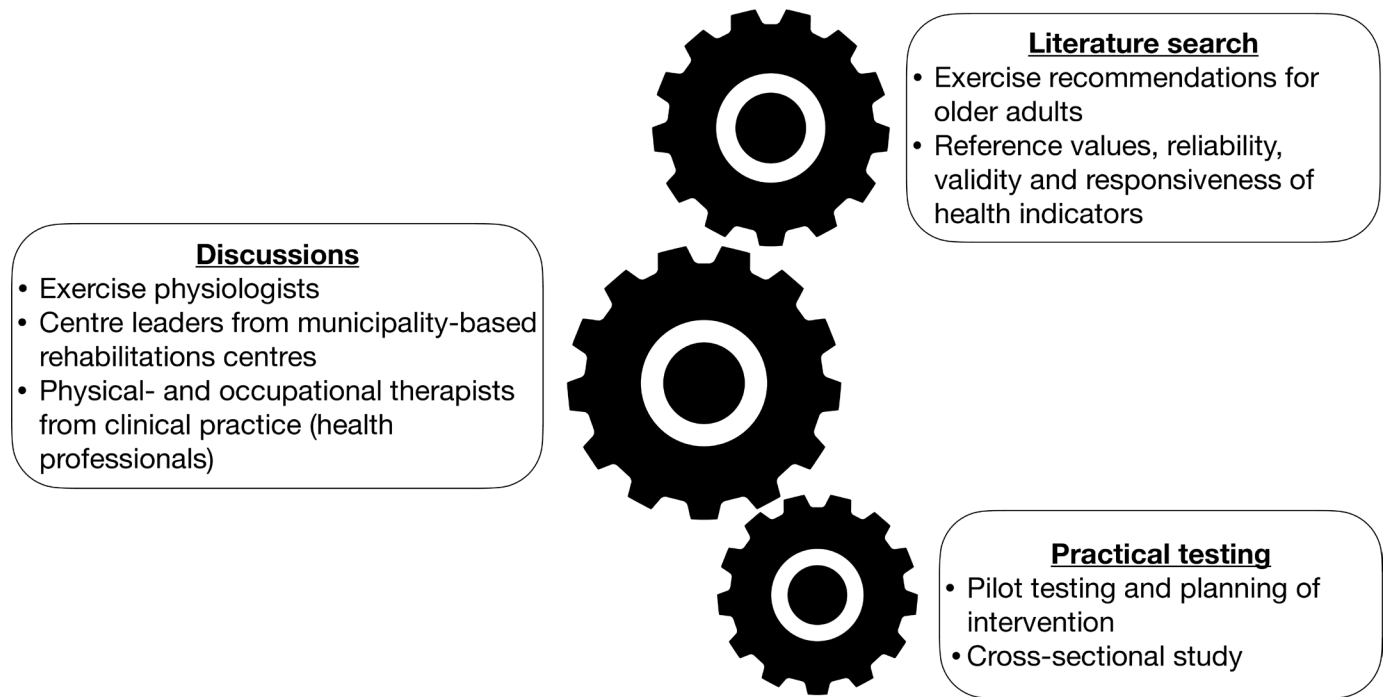 Literature search
• Exercise recommendations for
older adults
• Reference values, reliability,
validity and responsiveness of
health indicators
Discussions
• Exercise physiologists
• Centre leaders from municipality-based
rehabilitations centres
• Physical- and occupational therapists
from clinical practice (health
professionals)
Practical testing
• Pilot testing and planning of
intervention
• Cross-sectional study